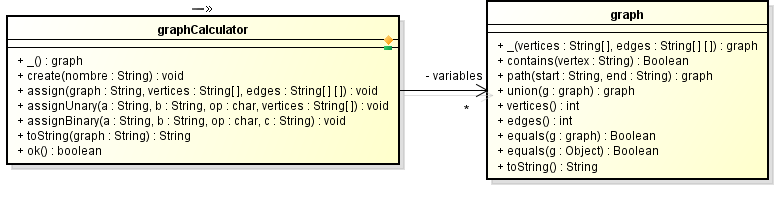 graphCalculator
+ _() : graph
+ create(nombre : String) : void
+ assign(graph : String, vertices : String[], edges : String[] []) : void
+ assignUnary(a : String, b : String, op : char, vertices : String[]) : void
+ assignBinary(a : String, b : String, op : char, c : String) : void
+ toString(graph : String) : String
+ ok() : boolean
- variables
*
graph
+ _(vertices : String[], edges : String[] []) : graph
+ contains(vertex : String) : Boolean
+ path(start : String, end : String) : graph
+ union(g : graph) : graph
+ vertices() : int
+ edges() : int
+ equals(g : graph) : Boolean
+ equals(g : Object) : Boolean
+ toString() : String